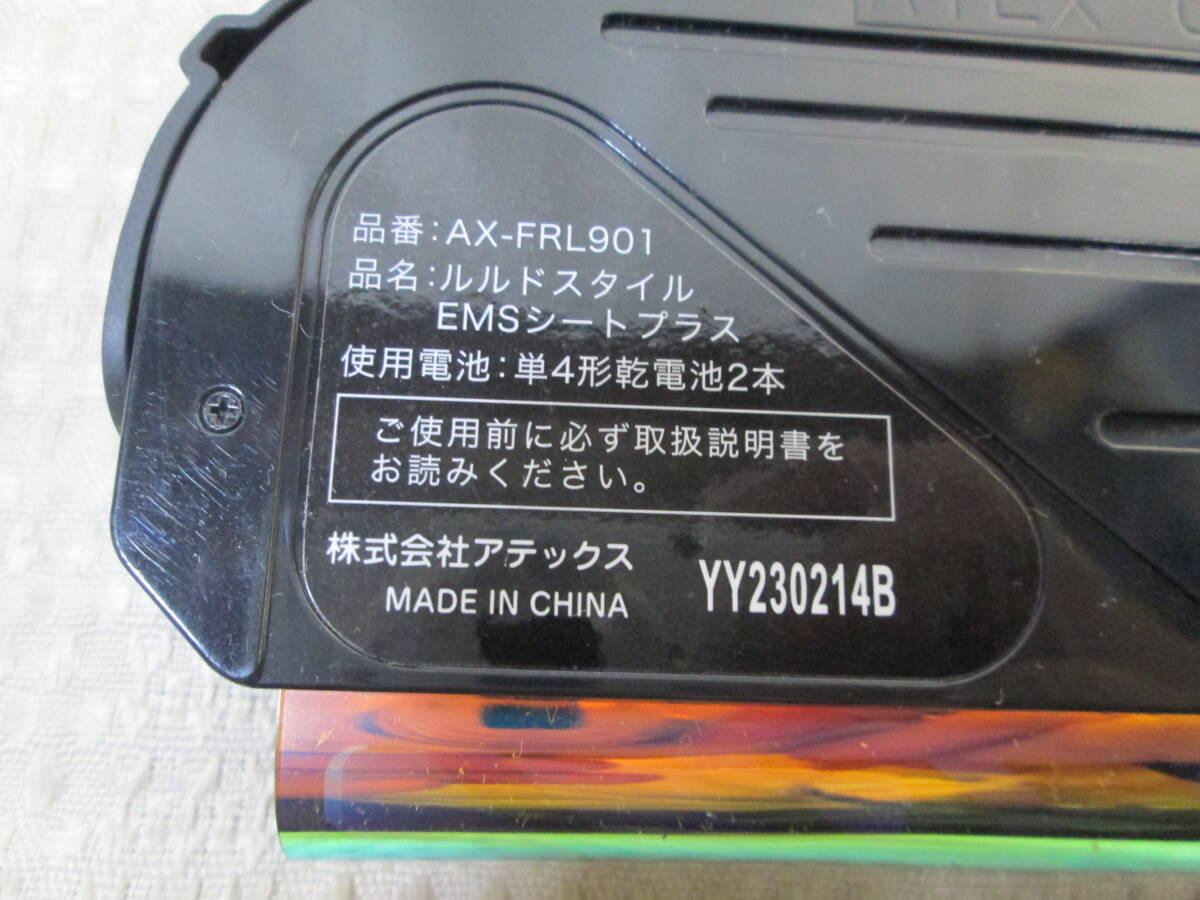 ATEX
品番:AX-FRL901
品名:ルルドスタイル
EMSシートプラス
使用電池:単4形乾電池2本
ご使用前に必ず取扱説明書を
お読みください。
株式会社アテックス
MADE IN CHINA
YY230214B